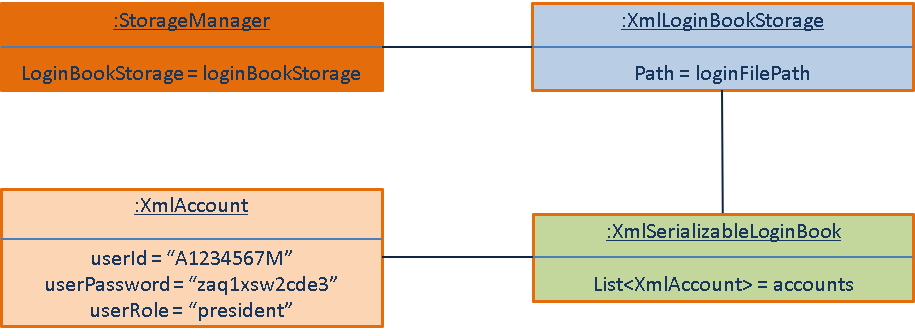 :StorageManager
LoginBookStorage = loginBookStorage
:XmlLoginBookStorage
Path = loginFilePath
:XmlAccount
userId = “A1234567M”
userPassword = “zaq1xsw2cde3”
userRole = “president”
:XmlSerializableLoginBook
List<XmlAccount> = accounts